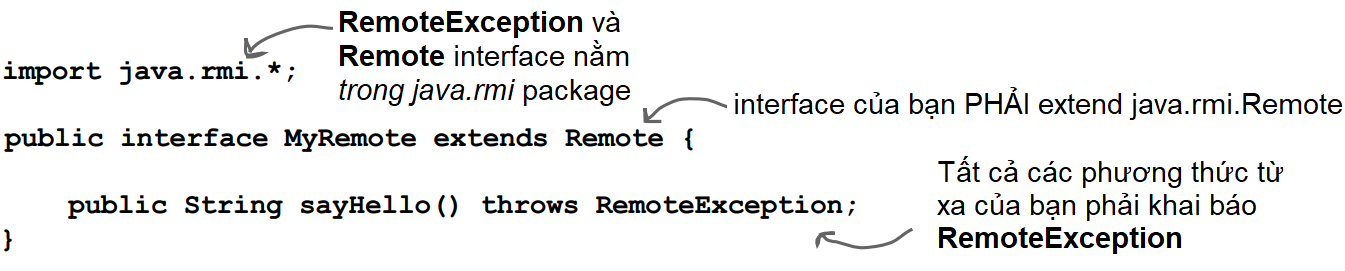 RemoteException và
Remote interface nằm
trong java.rmi package
import java.rmi.*;
interface của bạn PHẢI extend java.rmi.Remote
public interface MyRemote extends Remote {
Tất cả các phương thức từ
xa của bạn phải khai báo
RemoteException
public String sayHello() throws RemoteException;
}